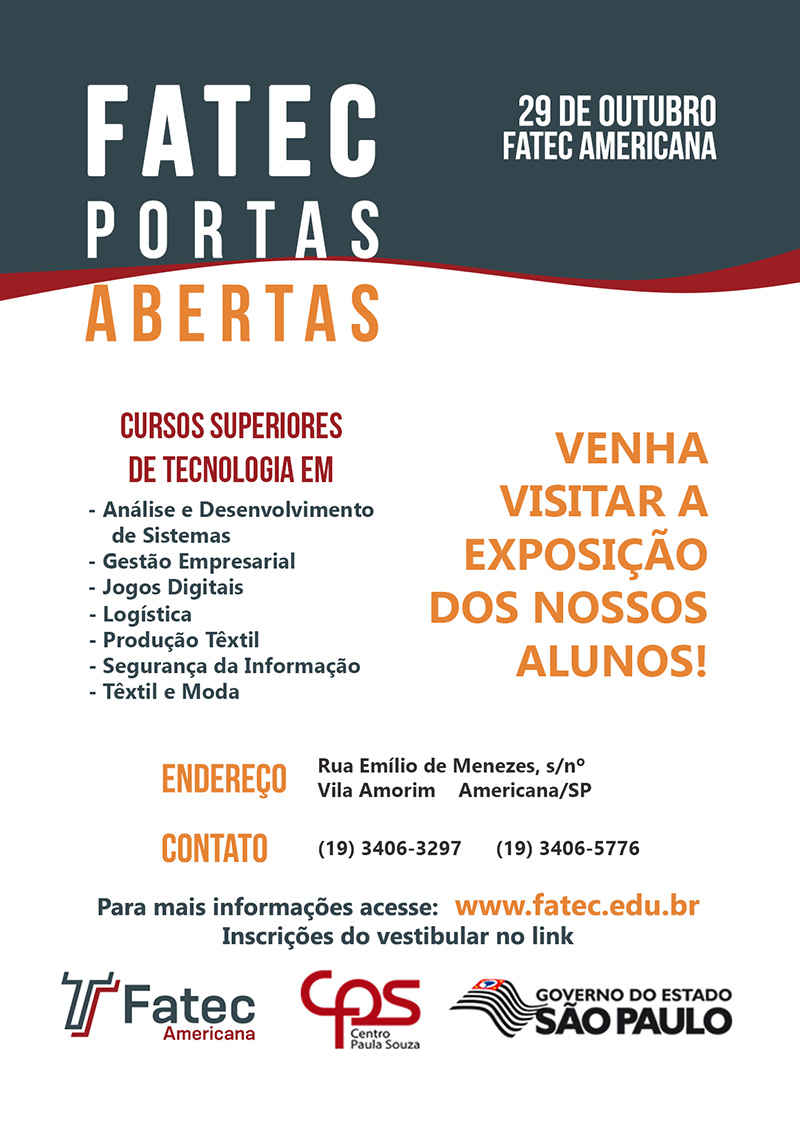 FATEC
PORTAS
ABERTAS
29 DE OUTUBRO
FATEC AMERICANA
CURSOS SUPERIORES
DE TECNOLOGIA EM
- Análise e Desenvolvimento
de Sistemas
- Gestão Empresarial
- Jogos Digitais
- Logística
- Produção Têxtil
- Segurança da Informação
- Têxtil e Moda
VENHA
VISITAR A
EXPOSIÇÃO
DOS NOSSOS
ALUNOS!
ENDEREÇO
Rua Emílio de Menezes, s/nº
Vila Amorim Americana/SP
CONTATO
(19) 3406-3297 (19) 3406-5776
Para mais informações acesse: www.fatec.edu.br
Inscrições do vestibular no link
Fatec
Americana
CPS
Centro
Paula Souza
GOVERNO DO ESTADO
SÃO PAULO